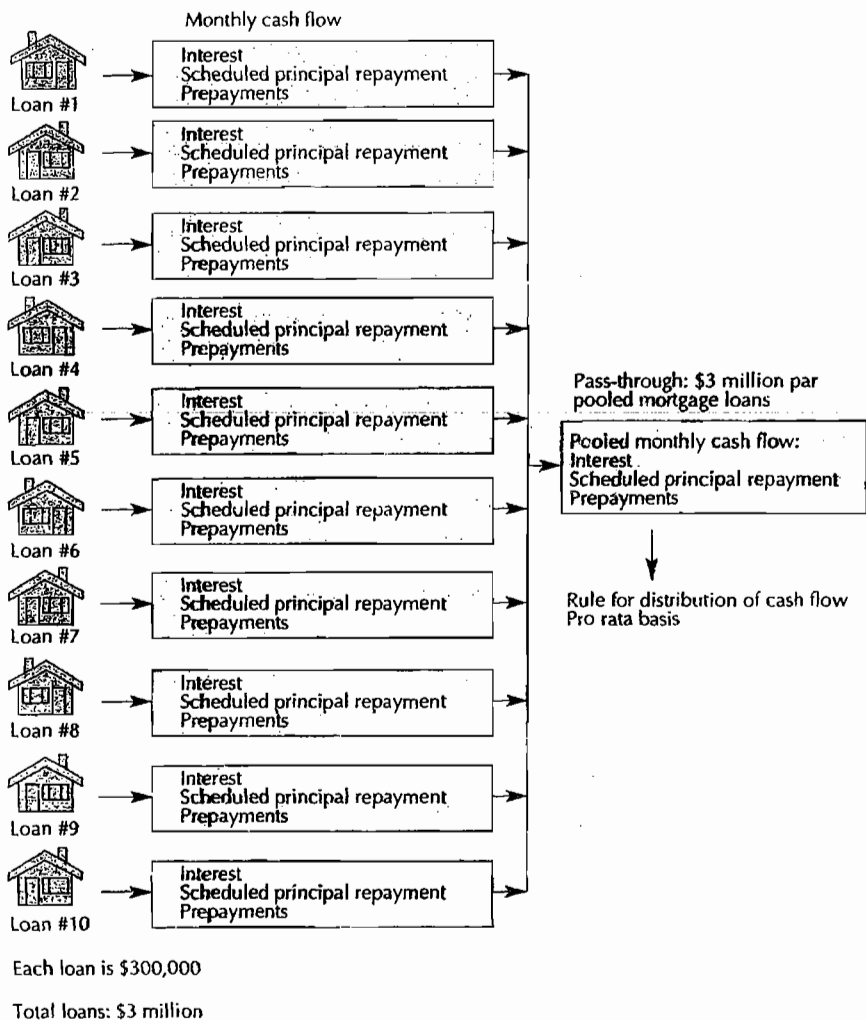 Monthly cash flow
Loan #1
Interest
Scheduled principal repayment
Prepayments
Loan #2
Interest
Scheduled principal repayment
Prepayments
Loan #3
Interest
Scheduled principal repayment
Prepayments
Loan #4
Interest
Scheduled principal repayment
Prepayments
Loan #5
Interest
Scheduled principal repayment
Prepayments
Loan #6
Interest
Scheduled principal repayment
Prepayments
Loan #7
Interest
Scheduled principal repayment
Prepayments
Loan #8
Interest
Scheduled principal repayment
Prepayments
Loan #9
Interest
Scheduled principal repayment
Prepayments
Loan #10
Interest
Scheduled principal repayment
Prepayments
Pass-through: $3 million par
pooled mortgage loans
Pooled monthly cash flow:
Interest
Scheduled principal repayment
Prepayments
Rule for distribution of cash flow
Pro rata basis
Each loan is $300,000
Total loans: $3 million